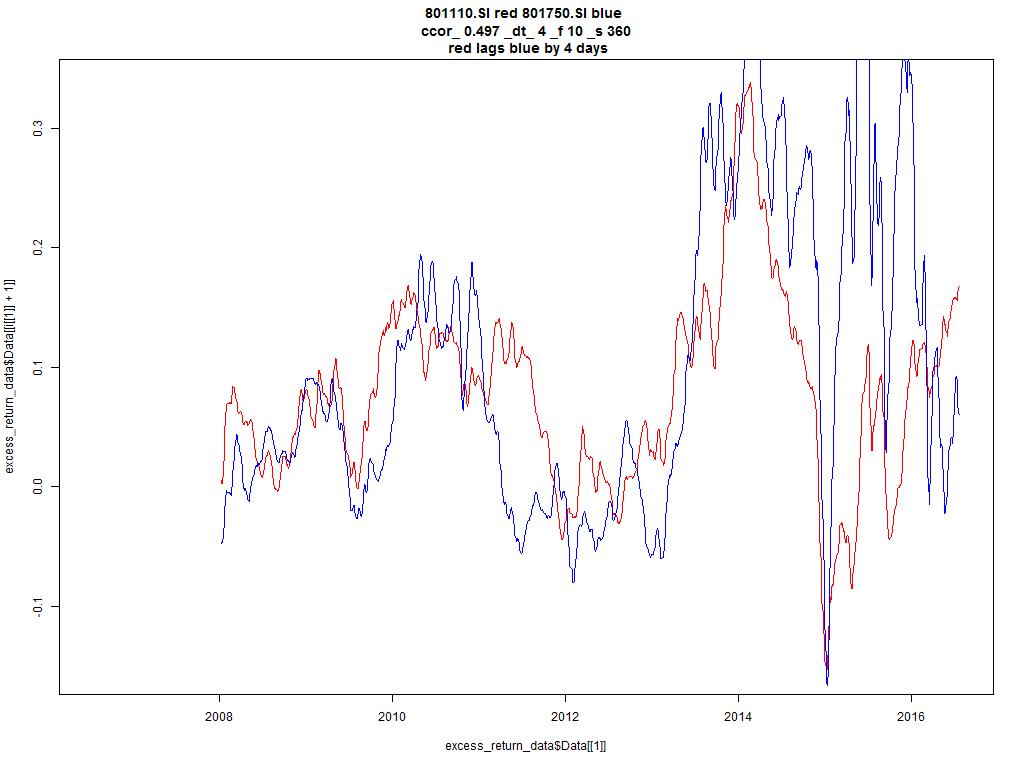 801110.SI red 801750.SI blue
ccor_ 0.497 _dt_ 4 _f 10 _s 360
red lags blue by 4 days
0.3
0.2
0.1
0.0
-0.1
excess_return_data$Data[[i[[1]] + 1]]
2008 2010 2012 2014 2016
excess_return_data$Data[[1]]